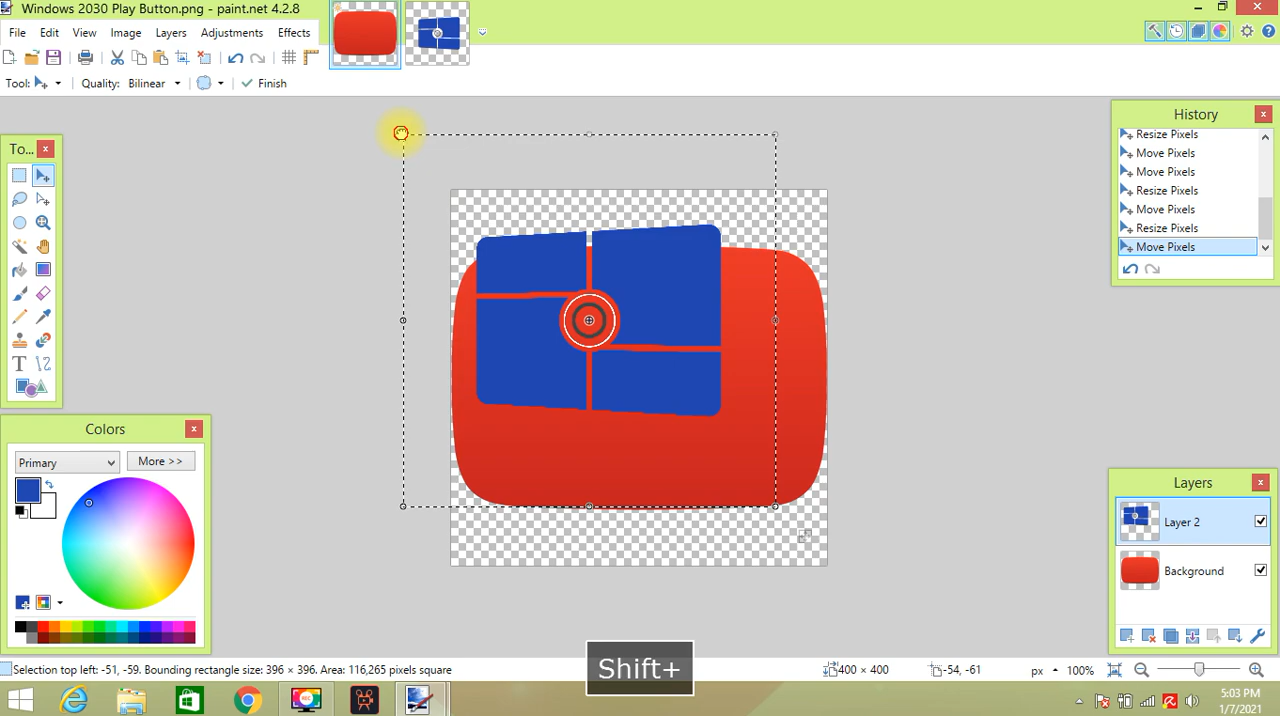 Windows 2030 Play Button.png - paint.net 4.2.8
File Edit View Image Layers Adjustments Effects
Tool: Quality: Bilinear Finish
To...
History
Resize Pixels
Move Pixels
Move Pixels
Resize Pixels
Move Pixels
Resize Pixels
Move Pixels
Colors
Primary More >>
Layers
Layer 2
Background
Shift+
Selection top left: -51, -59. Bounding rectangle size: 396 × 396. Area: 116,265 pixels square 400 × 400 -54, -61 px 100%
REC
5:03 PM
1/7/2021